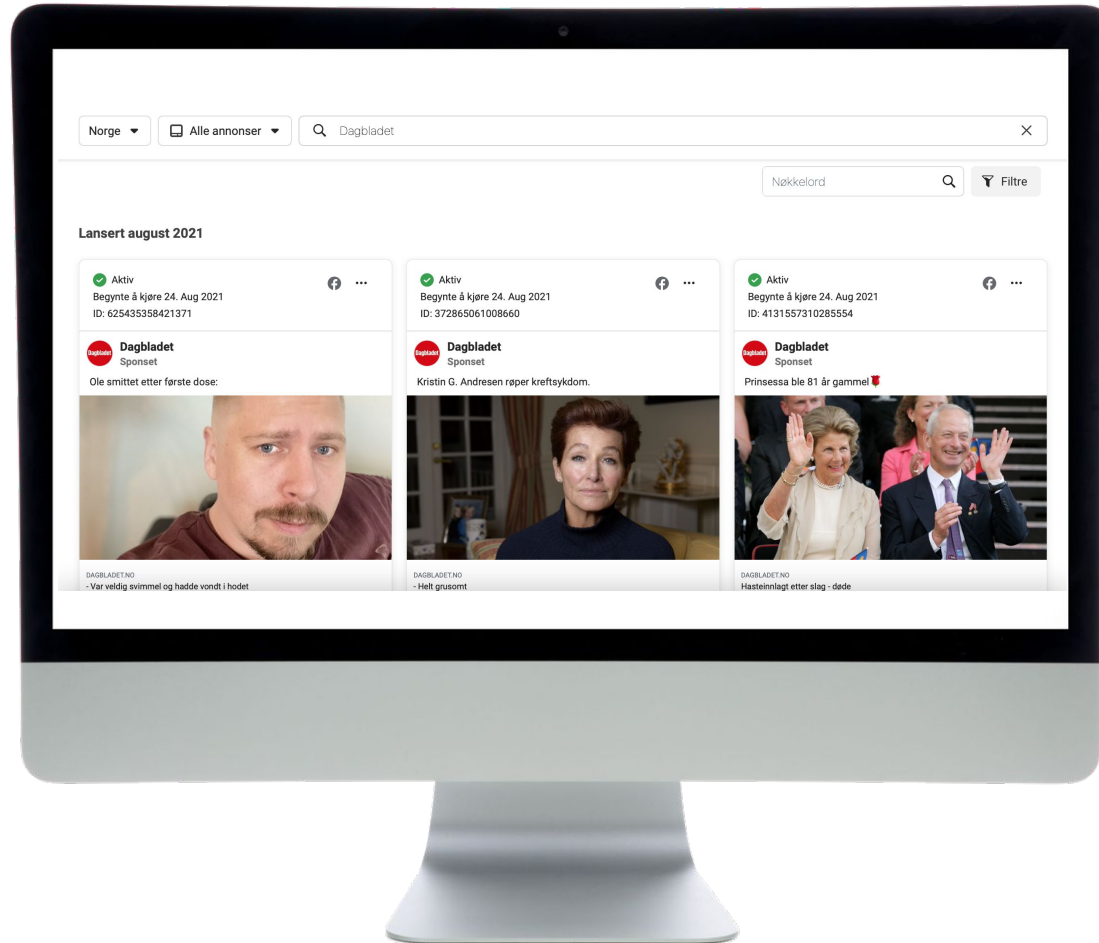 Norge
Alle annonser
Dagbladet
Nøkkelord
Filtre
Lansert august 2021
Aktiv
Begynte å kjøre 24. Aug 2021
ID: 625435358421371
Dagbladet
Dagbladet
Sponset
Ole smittet etter første dose:
DAGBLADET.NO
- Var veldig svimmel og hadde vondt i hodet
Aktiv
Begynte å kjøre 24. Aug 2021
ID: 372865061008660
Dagbladet
Dagbladet
Sponset
Kristin G. Andresen røper kreftsykdom.
DAGBLADET.NO
- Helt grusomt
Aktiv
Begynte å kjøre 24. Aug 2021
ID: 4131557310285554
Dagbladet
Dagbladet
Sponset
Prinsessa ble 81 år gammel🌹
DAGBLADET.NO
Hasteinnlagt etter slag - døde